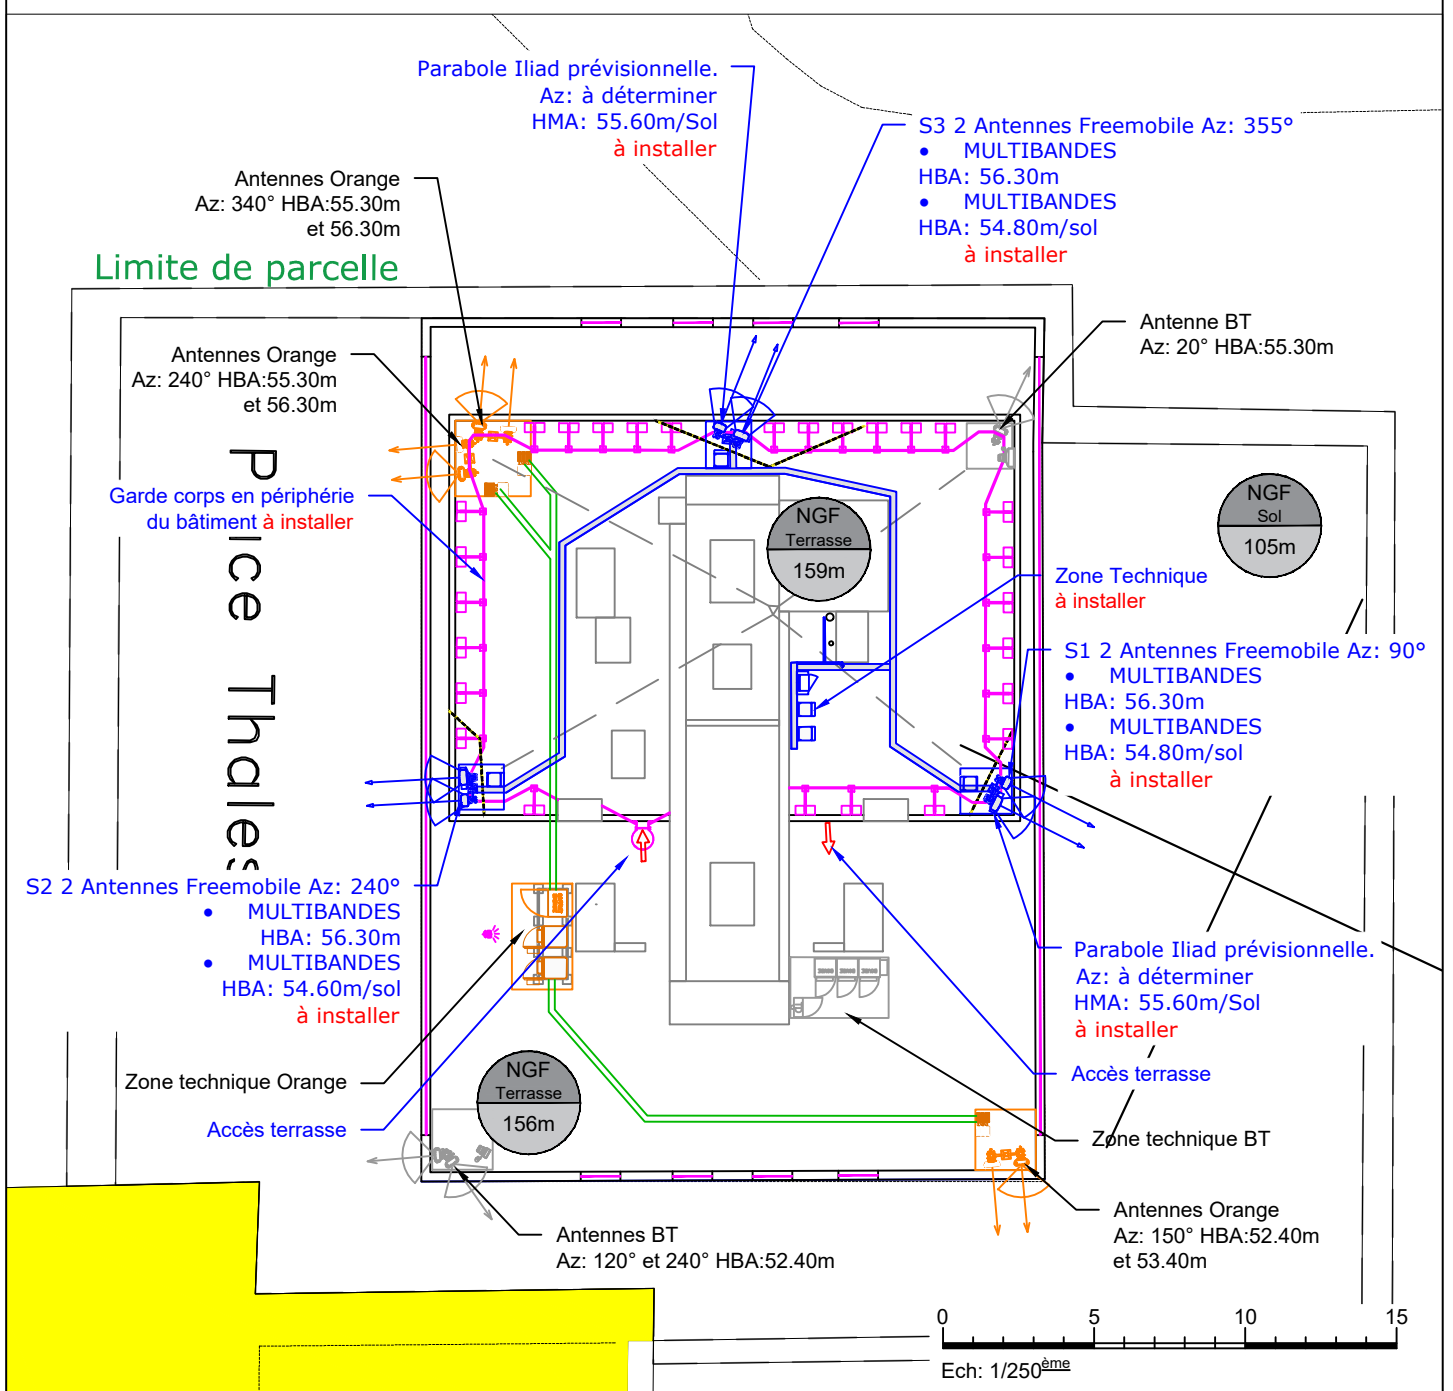 Parabole Iliad prévisionnelle.
Az: à déterminer
HMA: 55.60m/Sol
à installer
S3 2 Antennes Freemobile Az: 355°
• MULTIBANDES
HBA: 56.30m
• MULTIBANDES
HBA: 54.80m/sol
à installer
Antennes Orange
Az: 340° HBA:55.30m
et 56.30m
Limite de parcelle
Antenne BT
Az: 20° HBA:55.30m
Antennes Orange
Az: 240° HBA:55.30m
et 56.30m
Garde corps en périphérie
du bâtiment à installer
NGF
Terrasse
159m
NGF
Sol
105m
Zone Technique
à installer
S1 2 Antennes Freemobile Az: 90°
• MULTIBANDES
HBA: 56.30m
• MULTIBANDES
HBA: 54.80m/sol
à installer
Thales
S2 2 Antennes Freemobile Az: 240°
• MULTIBANDES
HBA: 56.30m
• MULTIBANDES
HBA: 54.60m/sol
à installer
Parabole Iliad prévisionnelle.
Az: à déterminer
HMA: 55.60m/Sol
à installer
Zone technique Orange
NGF
Terrasse
156m
Accès terrasse
Accès terrasse
Zone technique BT
Antennes BT
Az: 120° et 240° HBA:52.40m
Antennes Orange
Az: 150° HBA:52.40m
et 53.40m
0 5 10 15
Ech: 1/250ème